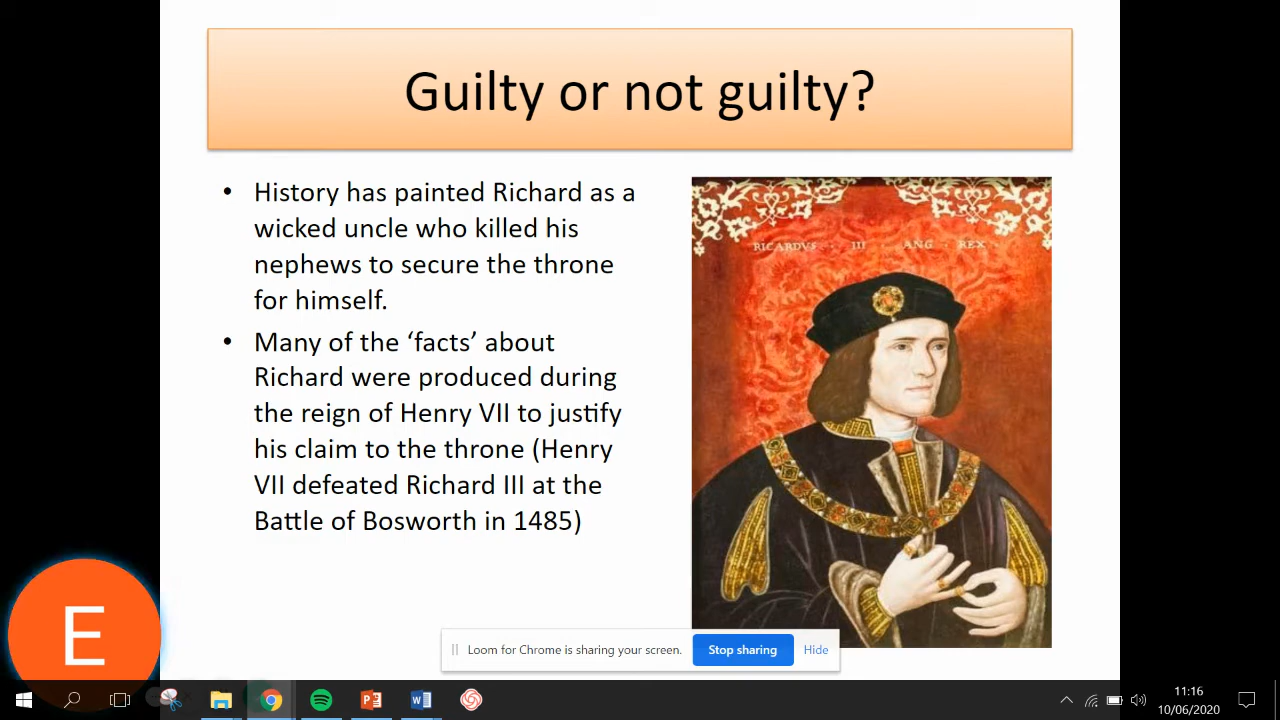 Guilty or not guilty?
• History has painted Richard as a
wicked uncle who killed his
nephews to secure the throne
for himself.
• Many of the ‘facts’ about
Richard were produced during
the reign of Henry VII to justify
his claim to the throne (Henry
VII defeated Richard III at the
Battle of Bosworth in 1485)
RICARDVS · III · ANG · REX
E
Loom for Chrome is sharing your screen. Stop sharing Hide
11:16
10/06/2020